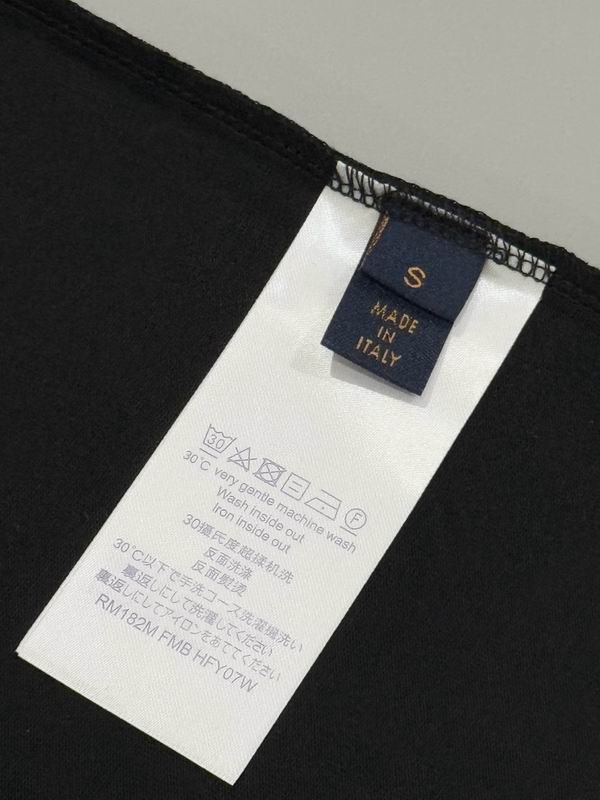 S
MADE
IN
ITALY
30
F
30°C very gentle machine wash
Wash inside out
Iron inside out
30攝氏度超揉机洗
反面洗涤
反面熨烫
30°C以下で手洗コース洗濯機洗い
裏返しにして洗濯してください
裏返しにしてアイロンをあててください
RM182M FMB HFY07W